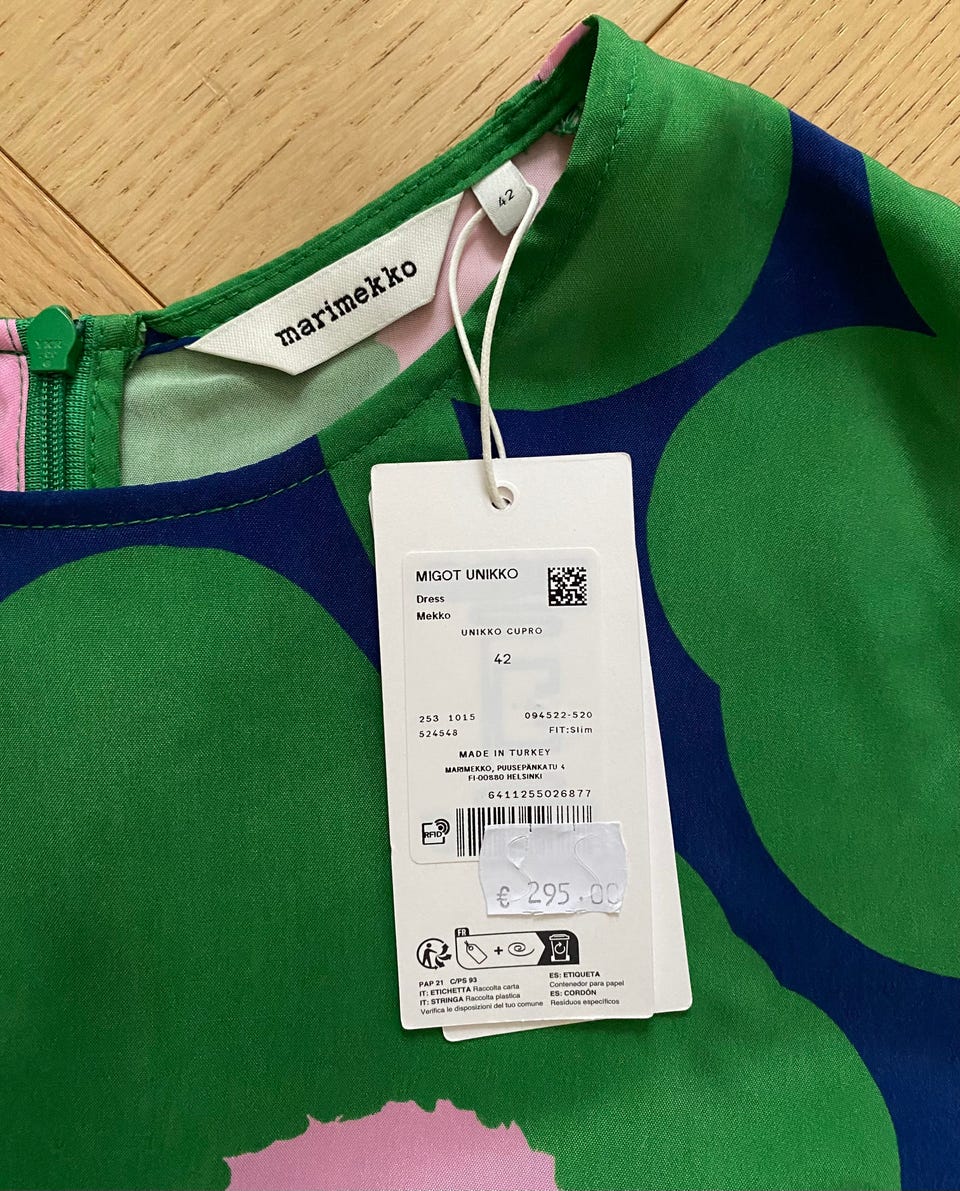 42
marimekko
YKK
MIGOT UNIKKO
Dress
Mekko
UNIKKO CUPRO
42
253 1015
094522-520
524548
FIT:Slim
MADE IN TURKEY
MARIMEKKO, PUUSEPÄNKATU 4
FI-00880 HELSINKI
6411255026877
RFID
€ 295.00
FR
PAP 21 C/PS 93
IT: ETICHETTA Raccolta carta
IT: STRINGA Raccolta plastica
Verifica le disposizioni del tuo comune
ES: ETIQUETA
Contenedor para papel
ES: CORDÓN
Residuos específicos